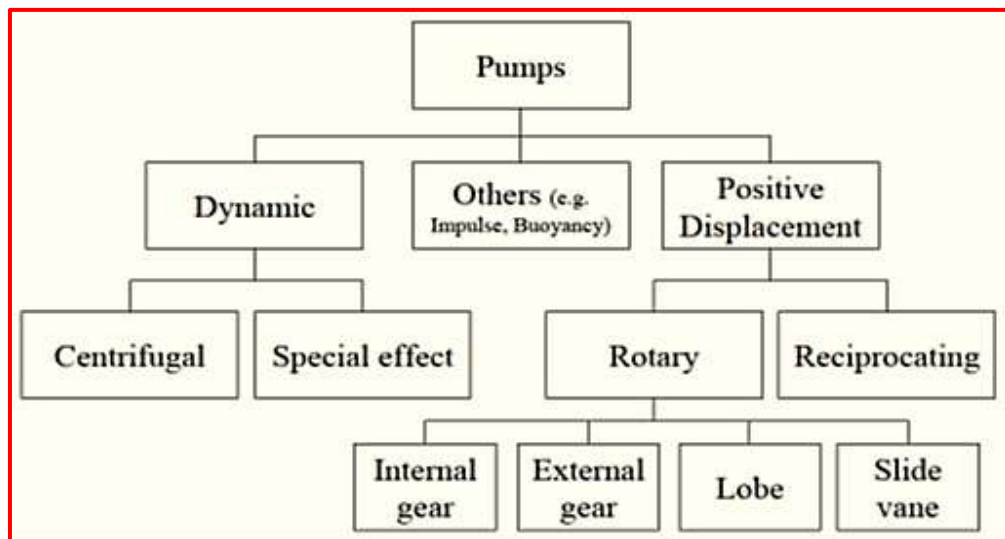 Pumps
Dynamic
Others (e.g.
Impulse, Buoyancy)
Positive
Displacement
Centrifugal
Special effect
Rotary
Reciprocating
Internal
gear
External
gear
Lobe
Slide
vane